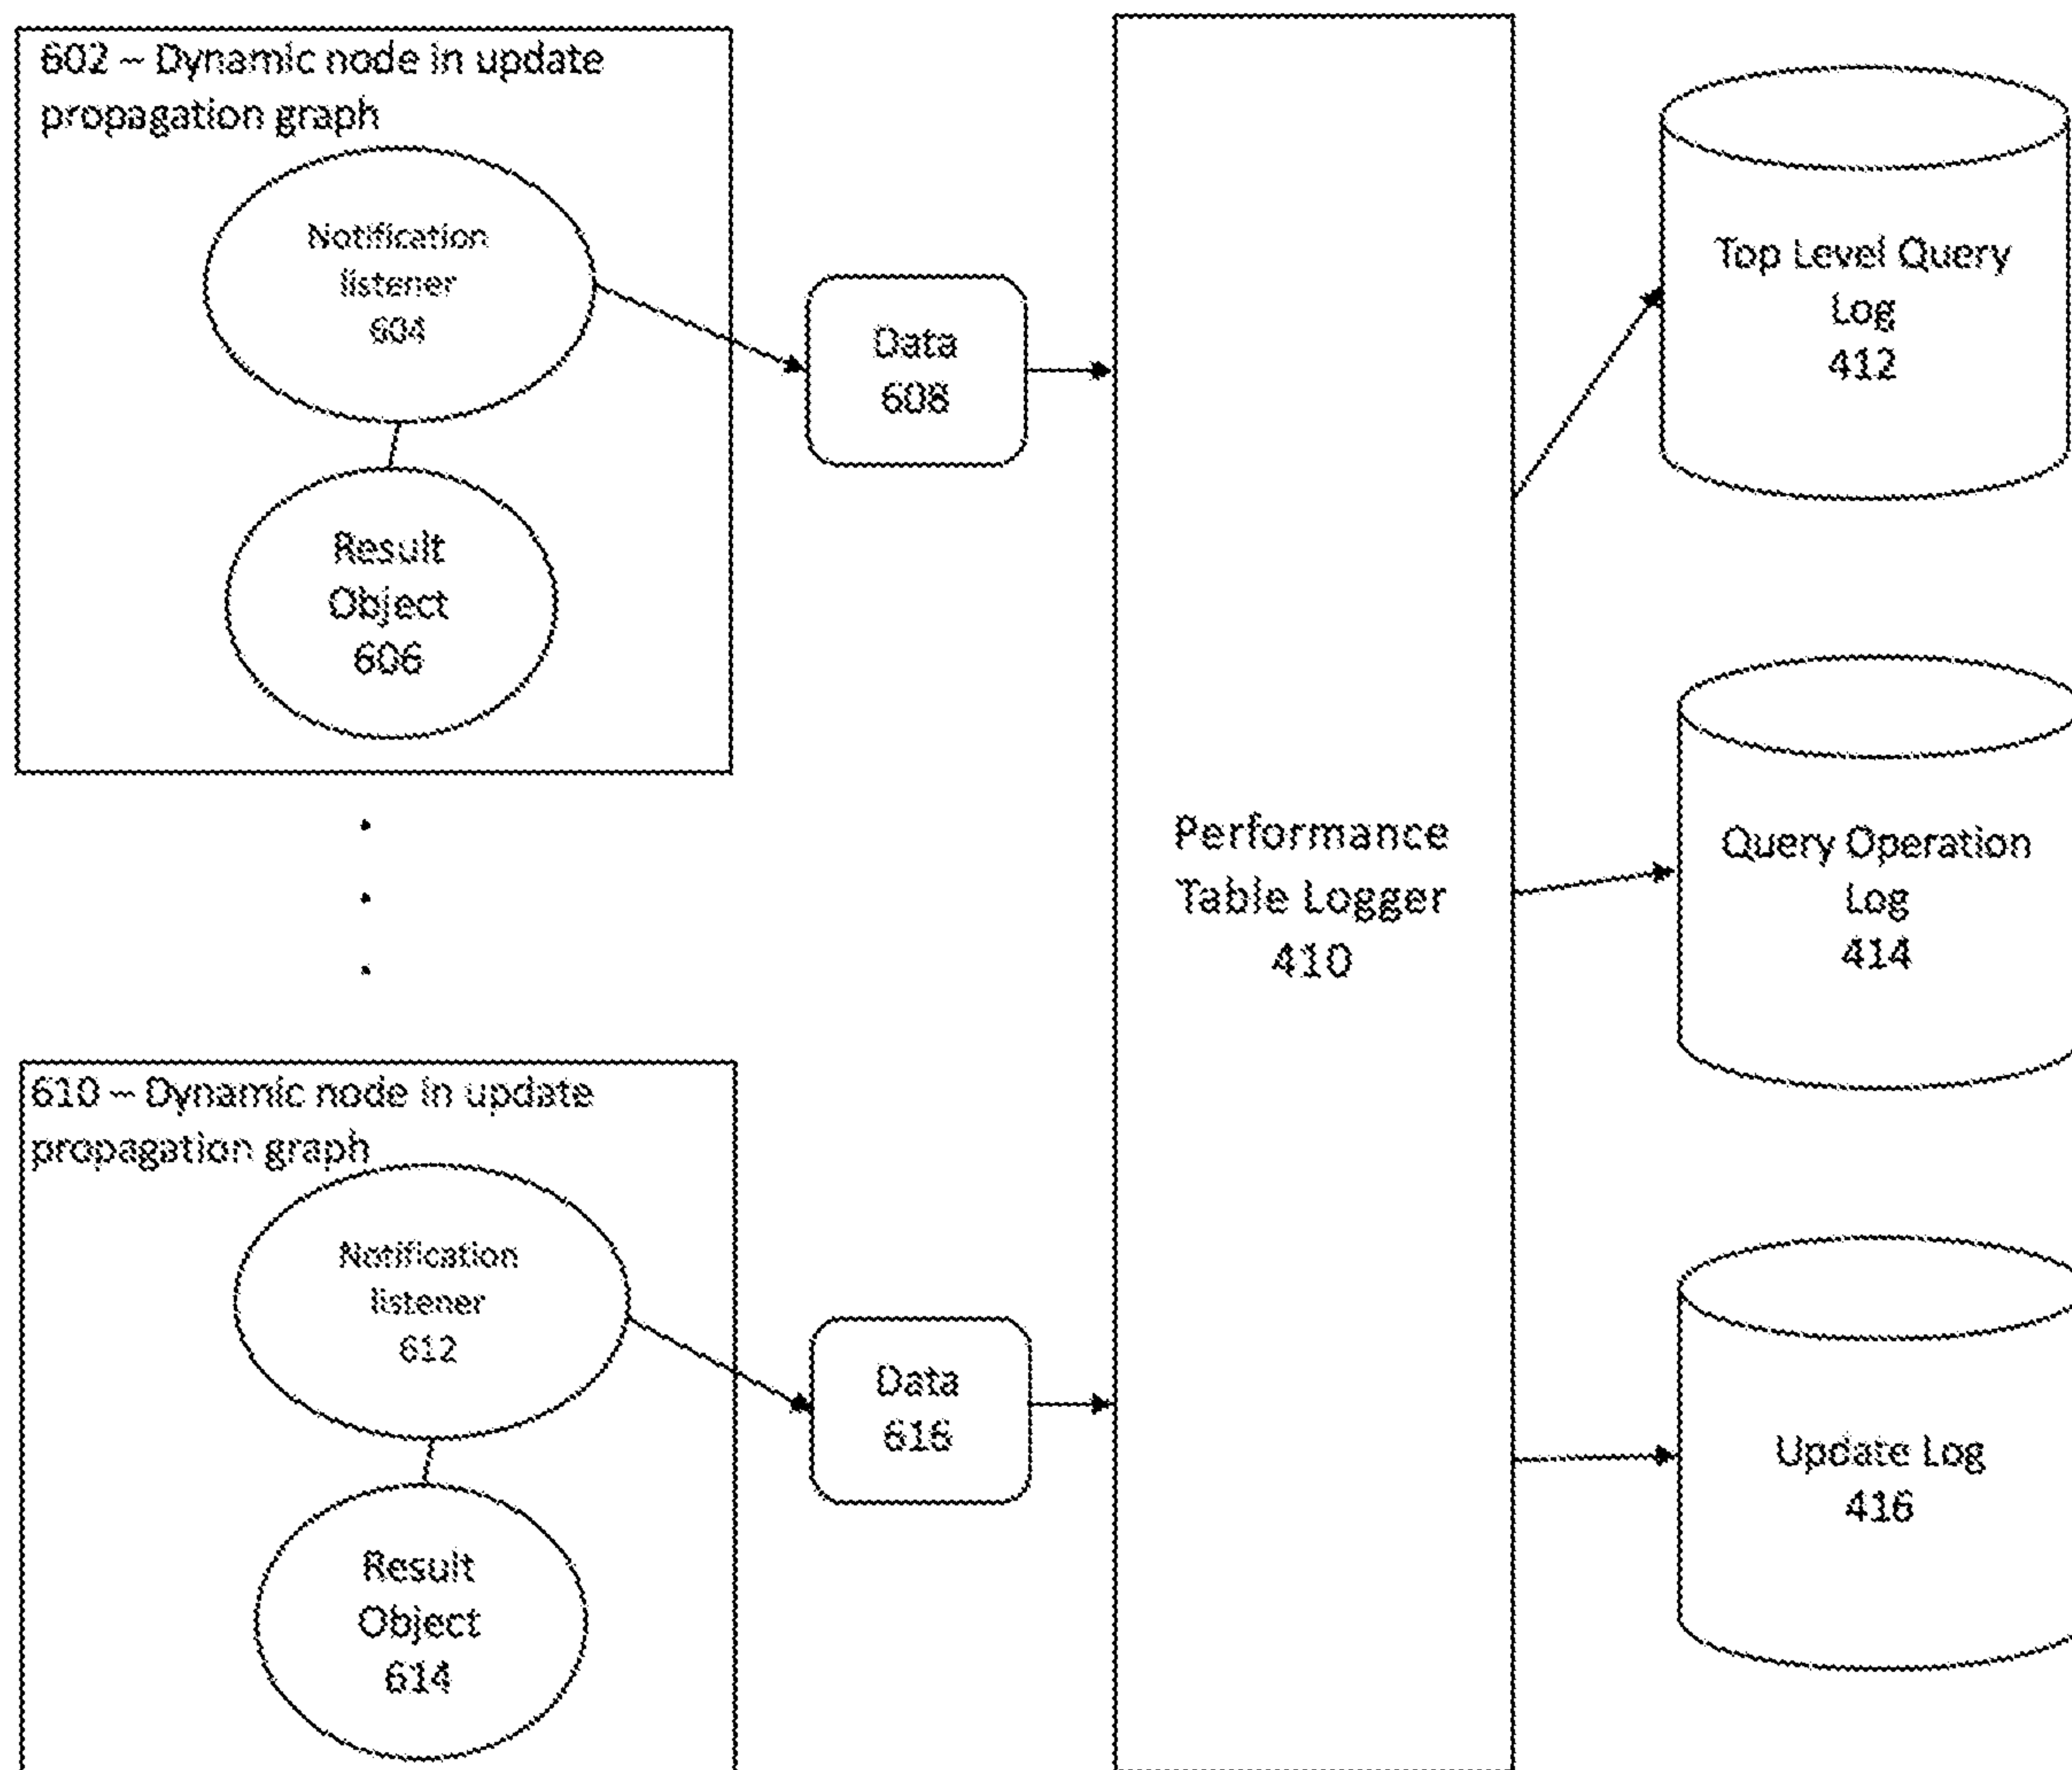 602 – Dynamic node in update
propagation graph
Notification
listener
604
Result
Object
606
Data
608
610 – Dynamic node in update
propagation graph
Notification
listener
612
Result
Object
614
Data
616
Performance
Table Logger
410
Top Level Query
Log
412
Query Operation
Log
414
Update Log
416